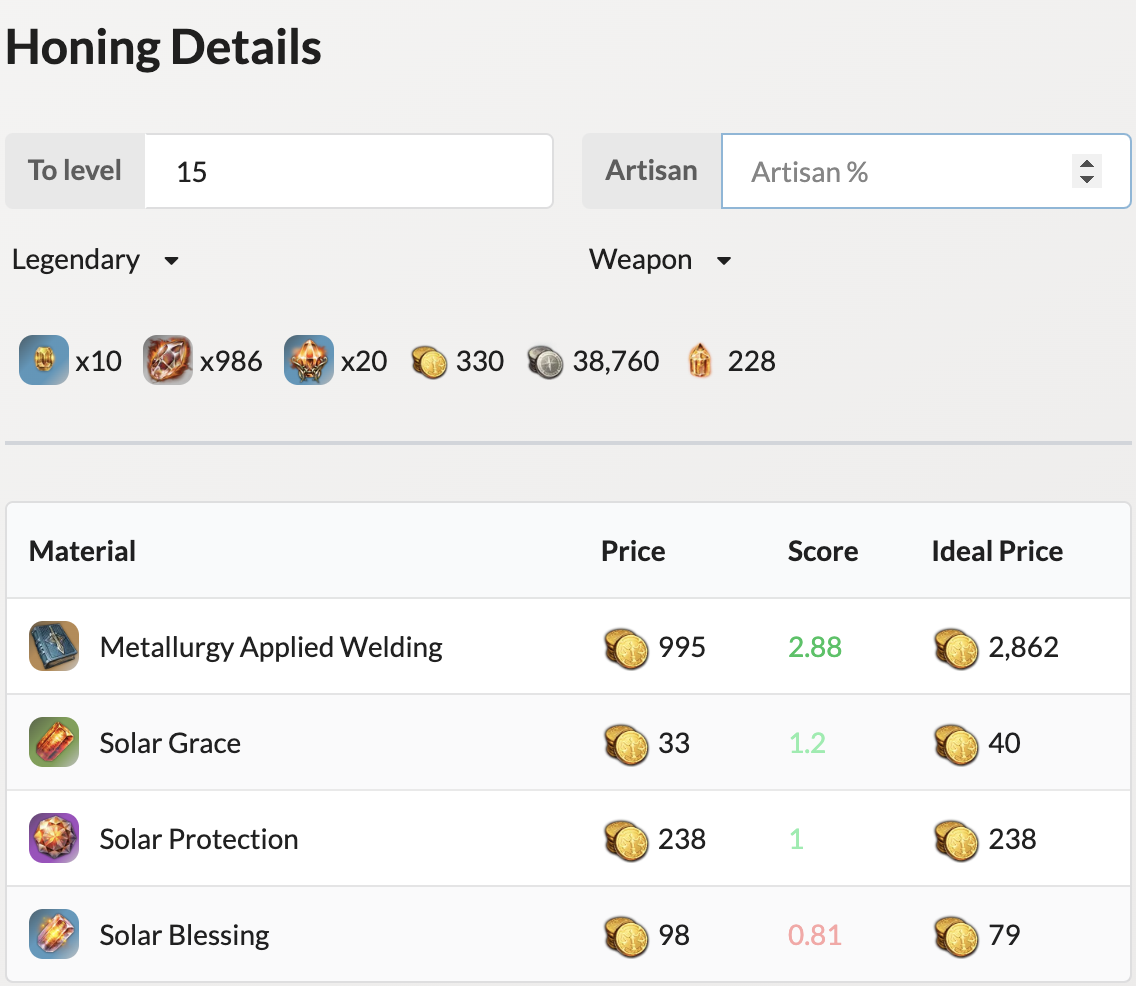 Honing Details
To level 15 Artisan Artisan %
Legendary Weapon
x10 x986 x20 330 38,760 228
Material Price Score Ideal Price
Metallurgy Applied Welding 995 2.88 2,862
Solar Grace 33 1.2 40
Solar Protection 238 1 238
Solar Blessing 98 0.81 79